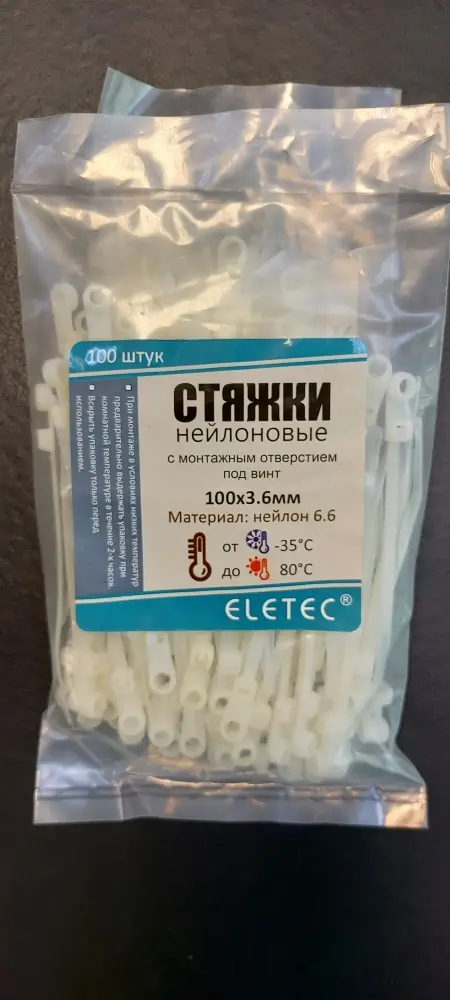 100 штук
СТЯЖКИ
нейлоновые
с монтажным отверстием
под винт
100х3.6мм
Материал: нейлон 6.6
от -35°C
до 80°C
ELETEC®
• При монтаже в условиях низких температур
предварительно выдержать упаковку при
комнатной температуре в течение 2-х часов.
• Вскрыть упаковку только перед
использованием.